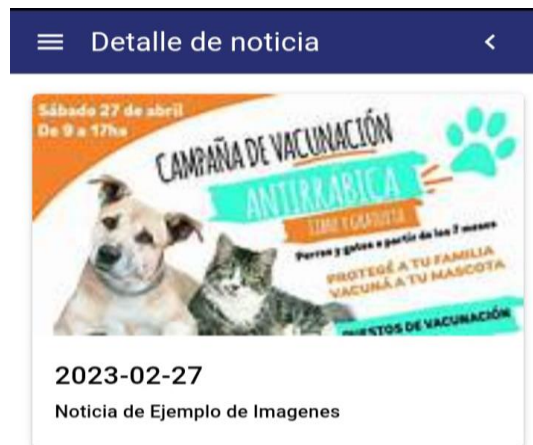 Detalle de noticia
Sábado 27 de abril
De 9 a 17hs
CAMPAÑA DE VACUNACIÓN
ANTIRRÁBICA
LIBRE Y GRATUITA
Perros y gatos a partir de los 3 meses
PROTEGÉ A TU FAMILIA
VACUNÁ A TU MASCOTA
PUESTOS DE VACUNACIÓN
2023-02-27
Noticia de Ejemplo de Imagenes